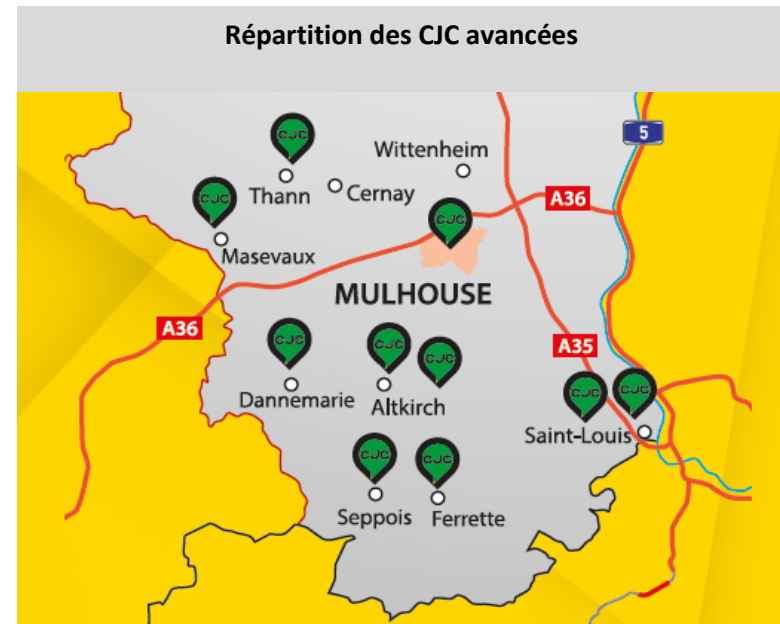 Répartition des CJC avancées
5
CJC
Wittenheim
Thann
Cernay
CJC
A36
CJC
Masevaux
MULHOUSE
A36
CJC
CJC
CJC
A35
CJC
CJC
Dannemarie
Altkirch
Saint-Louis
CJC
CJC
Seppois
Ferrette